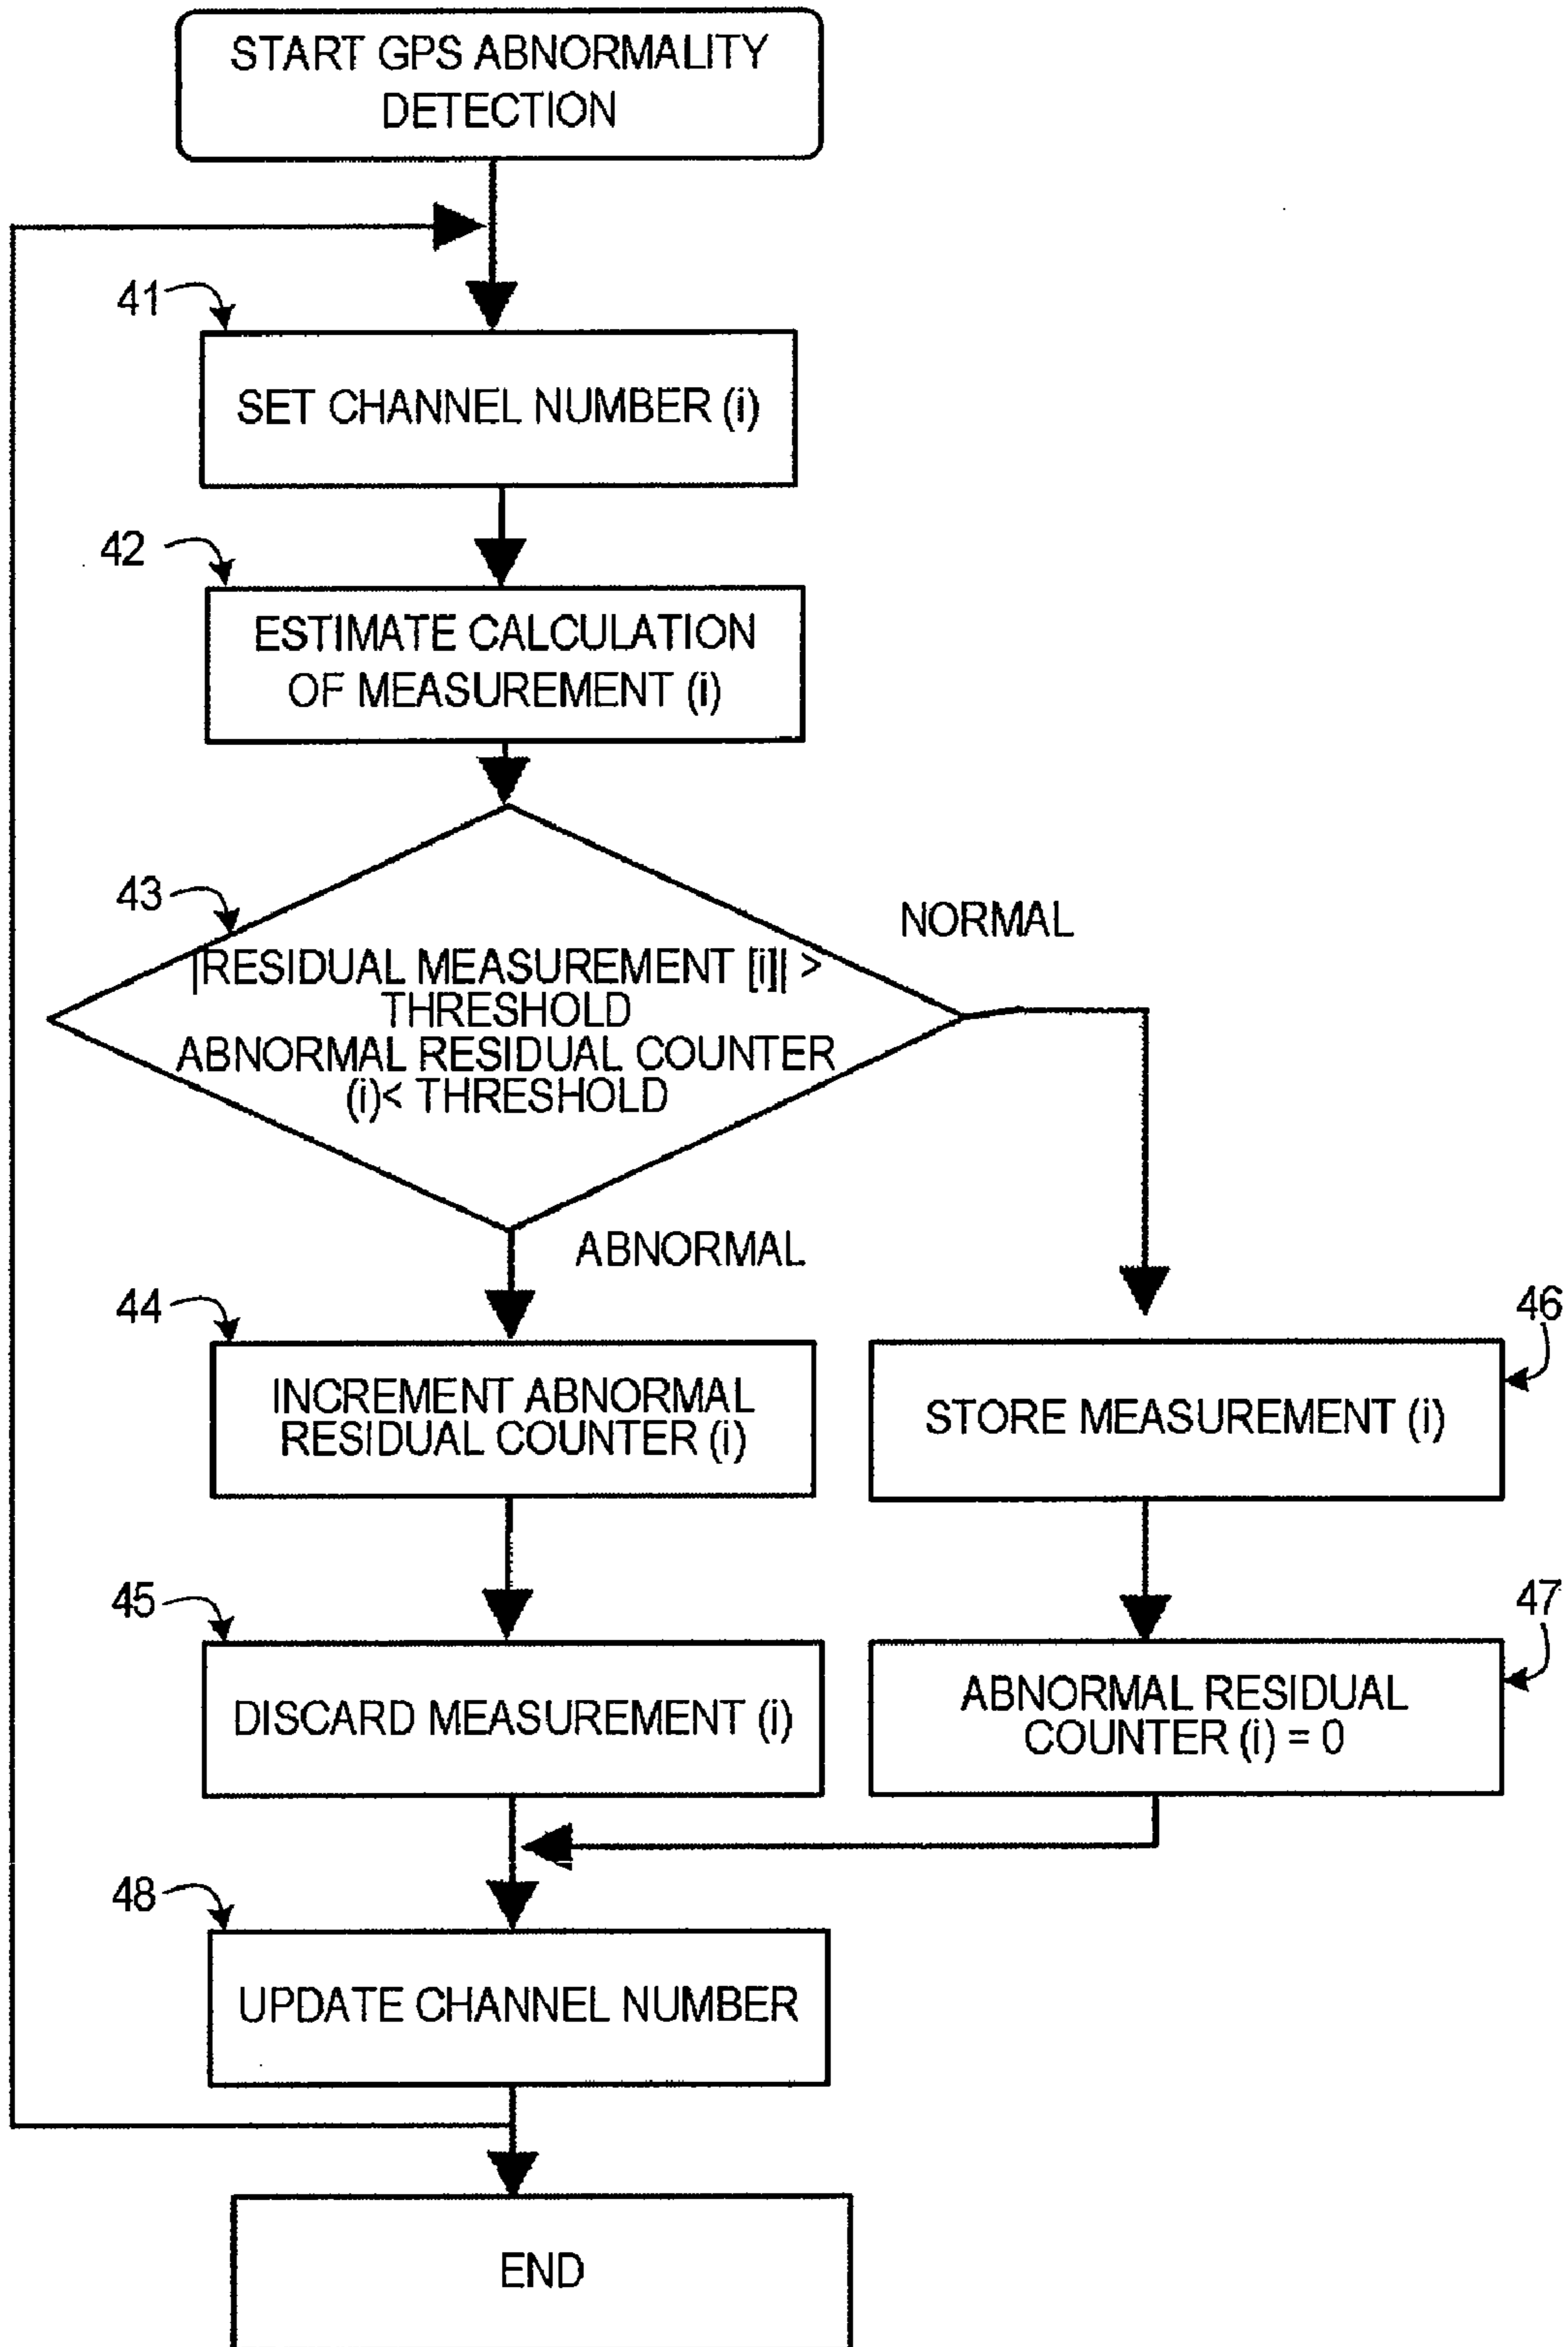 START GPS ABNORMALITY
DETECTION
41
SET CHANNEL NUMBER (i)
42
ESTIMATE CALCULATION
OF MEASUREMENT (i)
43
NORMAL
|RESIDUAL MEASUREMENT [i]| >
THRESHOLD
ABNORMAL RESIDUAL COUNTER
(i)< THRESHOLD
ABNORMAL
44
INCREMENT ABNORMAL
RESIDUAL COUNTER (i)
46
STORE MEASUREMENT (i)
45
DISCARD MEASUREMENT (i)
47
ABNORMAL RESIDUAL
COUNTER (i) = 0
48
UPDATE CHANNEL NUMBER
END